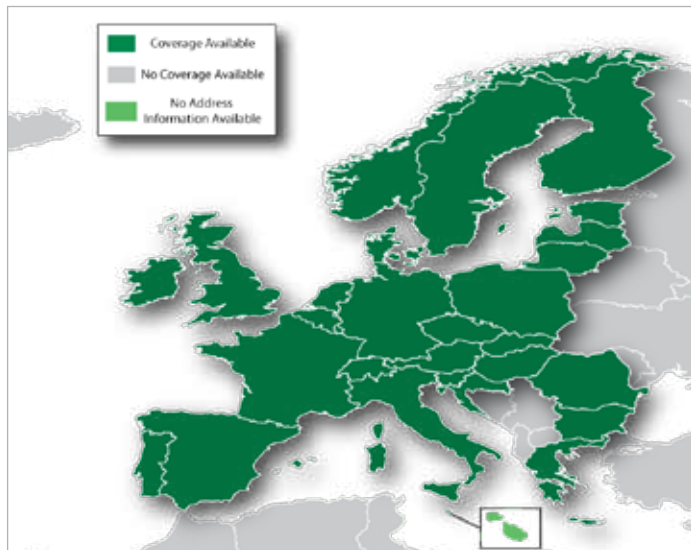 Coverage Available
No Coverage Available
No Address
Information Available